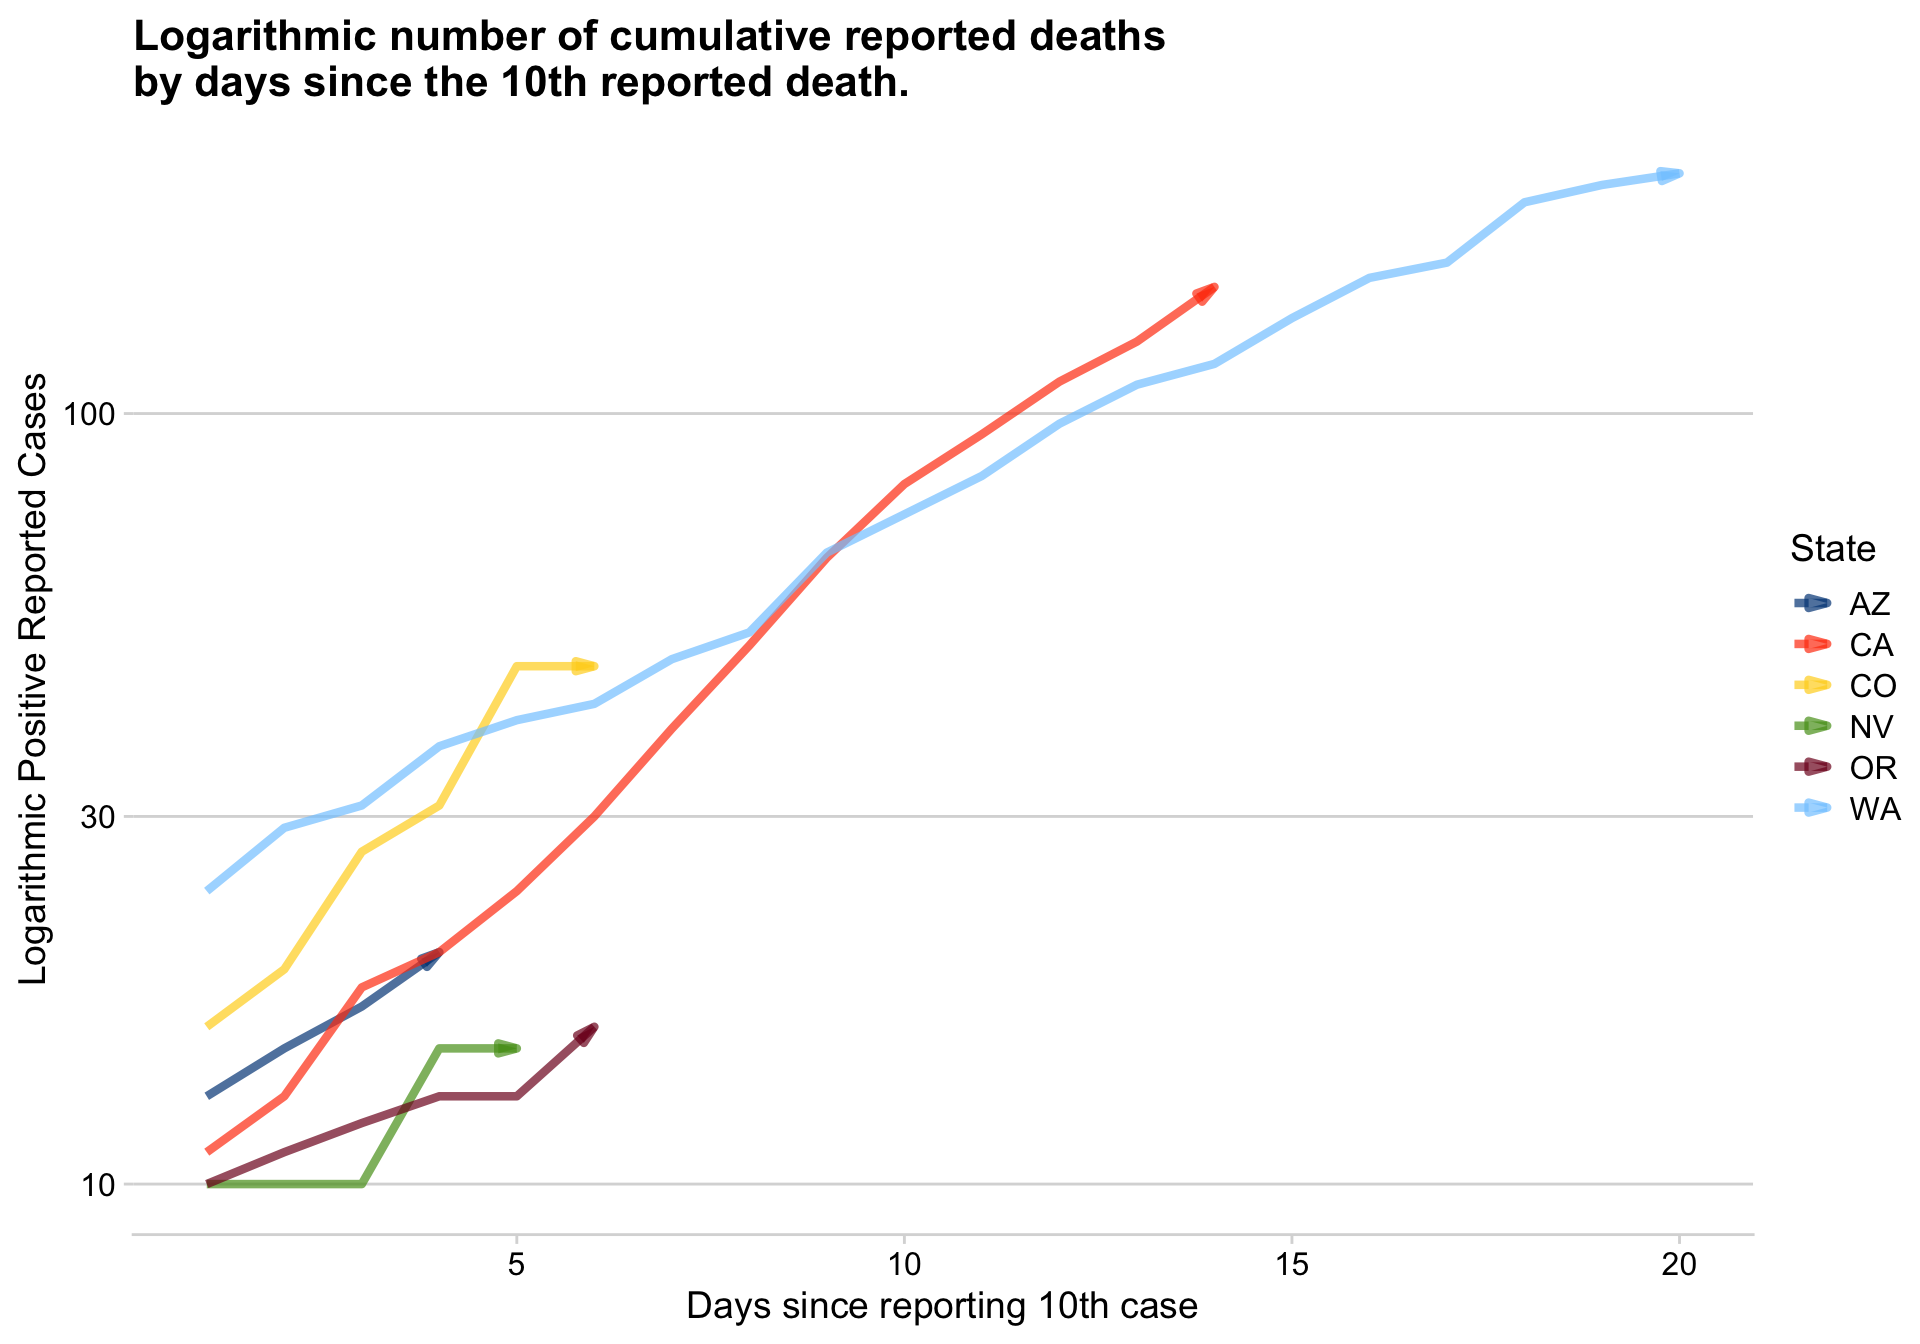 Logarithmic number of cumulative reported deaths
by days since the 10th reported death.
Logarithmic Positive Reported Cases
100
30
10
5
10
15
20
Days since reporting 10th case
State
AZ
CA
CO
NV
OR
WA